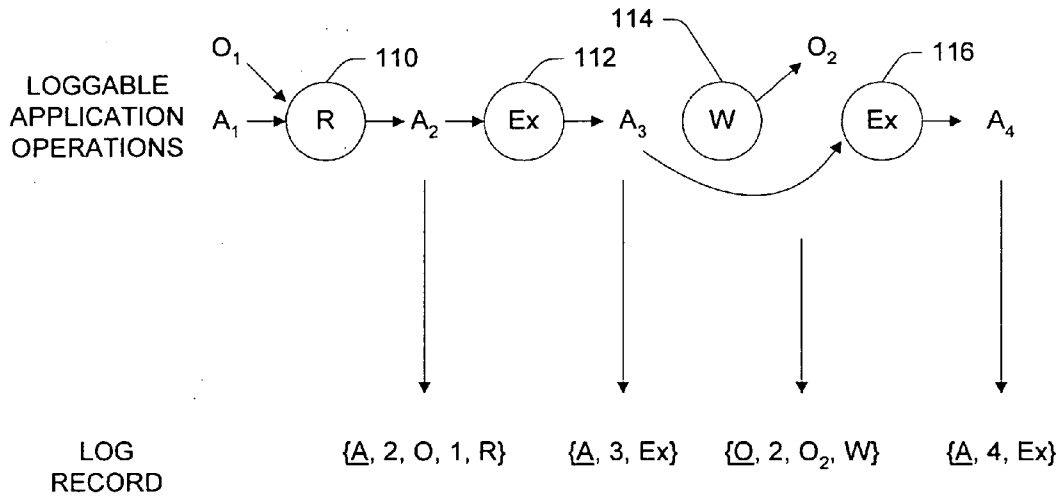 O₁ 110 112 114 O₂ 116
LOGGABLE
APPLICATION
OPERATIONS
A₁ R A₂ Ex A₃ W Ex A₄
LOG
RECORD
{A, 2, O, 1, R} {A, 3, Ex} {O, 2, O₂, W} {A, 4, Ex}